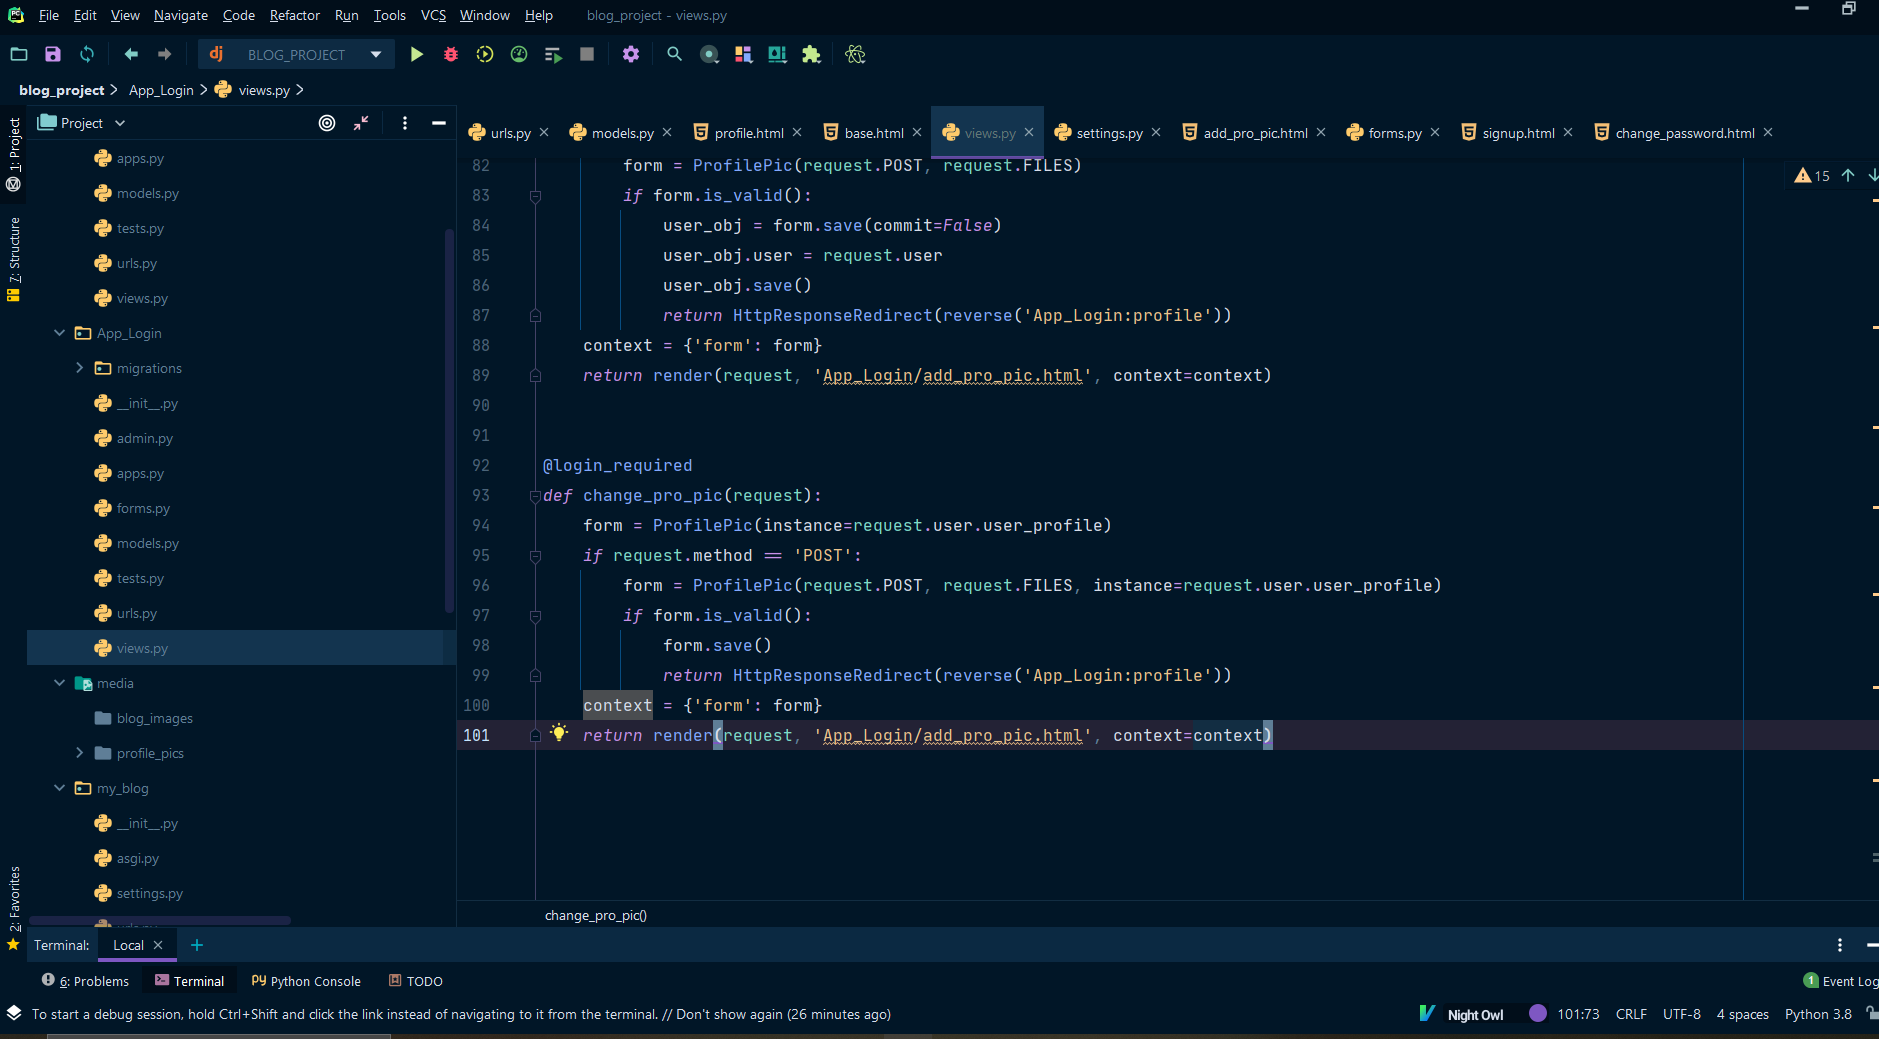 File Edit View Navigate Code Refactor Run Tools VCS Window Help blog_project - views.py
dj BLOG_PROJECT
blog_project App_Login views.py
1: Project
7: Structure
2: Favorites
Project
apps.py
models.py
tests.py
urls.py
views.py
App_Login
migrations
__init__.py
admin.py
apps.py
forms.py
models.py
tests.py
urls.py
views.py
media
blog_images
profile_pics
my_blog
__init__.py
asgi.py
settings.py
urls.py models.py profile.html base.html views.py settings.py add_pro_pic.html forms.py signup.html change_password.html
15
82 form = ProfilePic(request.POST, request.FILES)
83 if form.is_valid():
84 user_obj = form.save(commit=False)
85 user_obj.user = request.user
86 user_obj.save()
87 return HttpResponseRedirect(reverse('App_Login:profile'))
88 context = {'form': form}
89 return render(request, 'App_Login/add_pro_pic.html', context=context)
90
91
92 @login_required
93 def change_pro_pic(request):
94 form = ProfilePic(instance=request.user.user_profile)
95 if request.method == 'POST':
96 form = ProfilePic(request.POST, request.FILES, instance=request.user.user_profile)
97 if form.is_valid():
98 form.save()
99 return HttpResponseRedirect(reverse('App_Login:profile'))
100 context = {'form': form}
101 return render(request, 'App_Login/add_pro_pic.html', context=context)
change_pro_pic()
Terminal: Local
6: Problems Terminal Python Console TODO 1 Event Log
To start a debug session, hold Ctrl+Shift and click the link instead of navigating to it from the terminal. // Don't show again (26 minutes ago) Night Owl 101:73 CRLF UTF-8 4 spaces Python 3.8